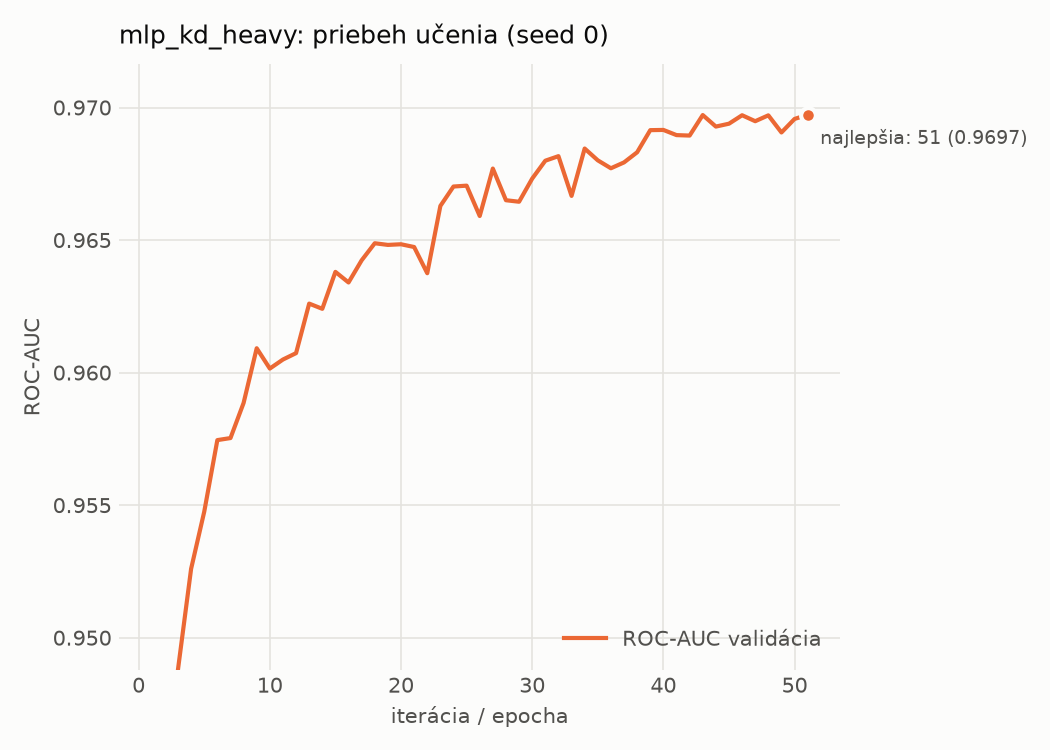 mlp_kd_heavy: priebeh učenia (seed 0)
0.970
najlepšia: 51 (0.9697)
0.965
ROC-AUC
0.960
0.955
0.950
ROC-AUC validácia
0 10 20 30 40 50
iterácia / epocha